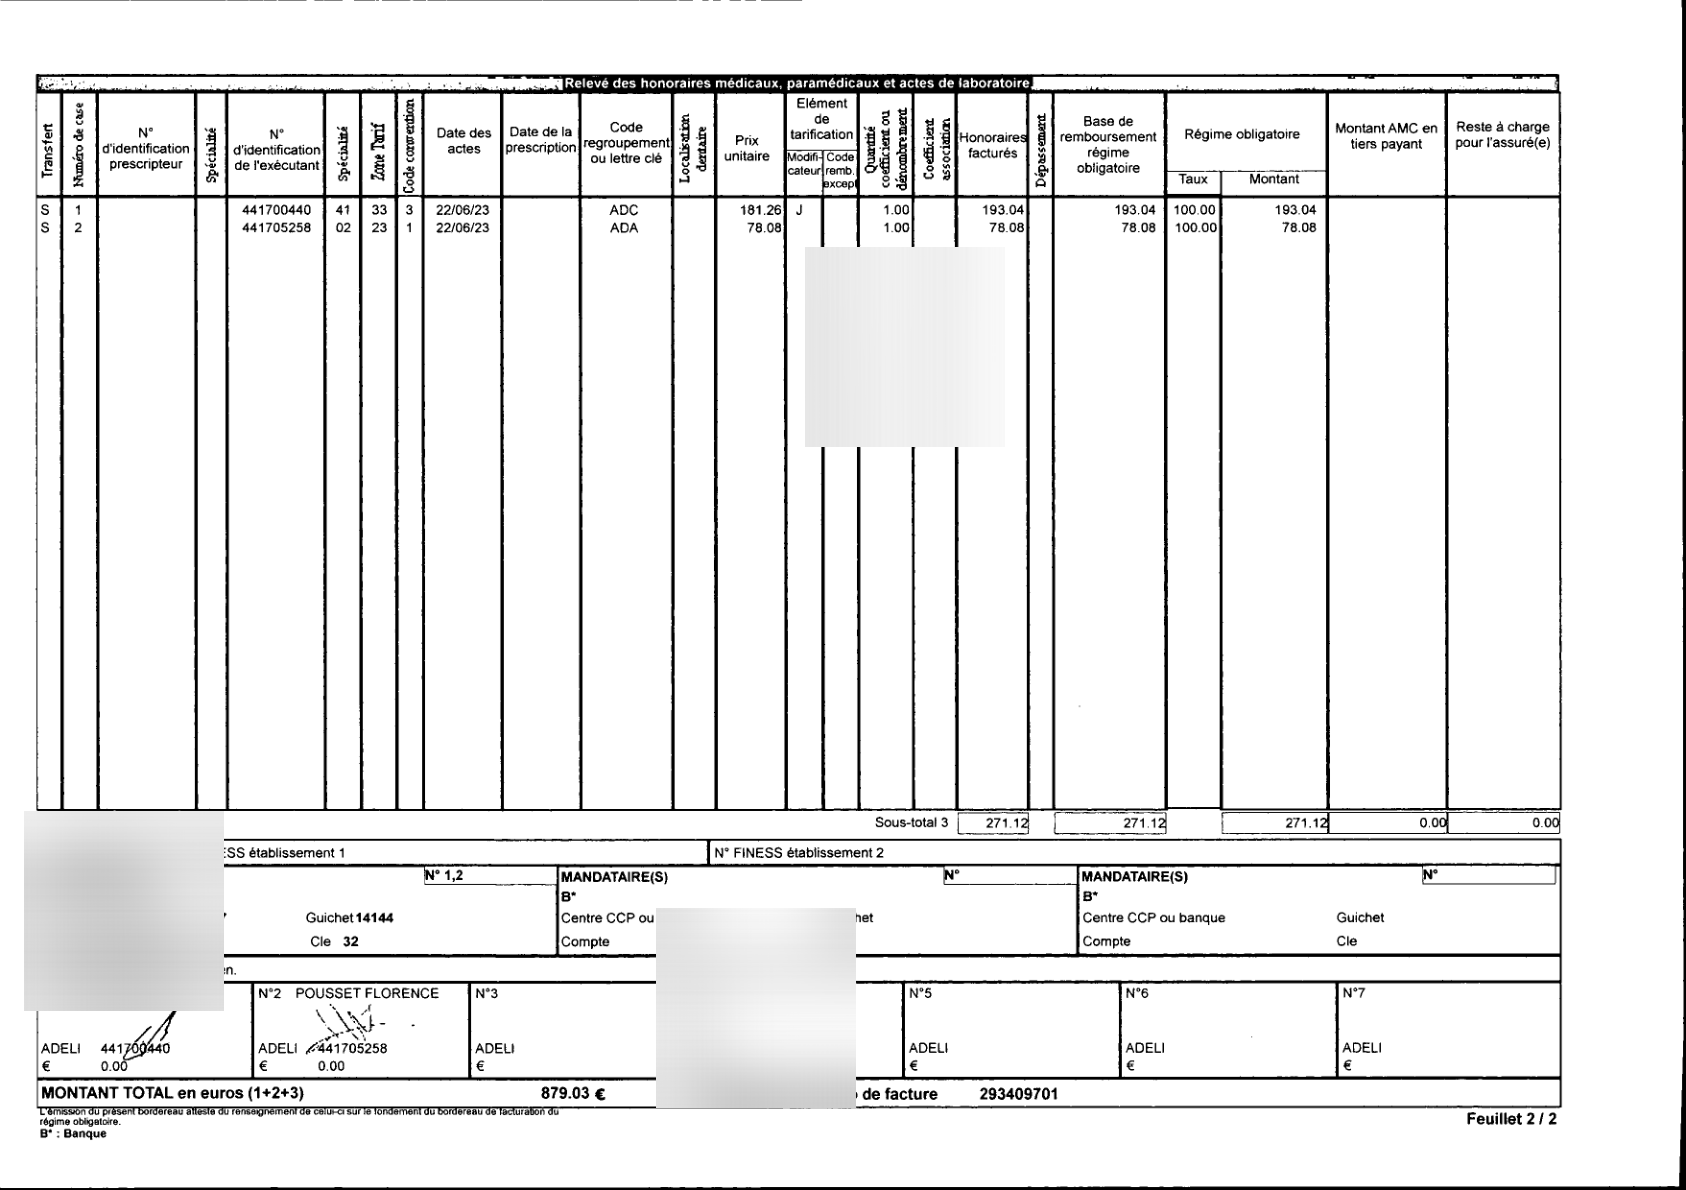 Relevé des honoraires médicaux, paramédicaux et actes de laboratoire
Transfert
Numéro de case
N° d'identification prescripteur
Spécialité
N° d'identification de l'exécutant
Spécialité
Zone Tarif
Code convention
Date des actes
Date de la prescription
Code regroupement ou lettre clé
Localisation dentaire
Prix unitaire
Elément de tarification
Modifi-cateur
Code remb. excep
Quantité coefficient ou dénombrement
Coefficient association
Honoraires facturés
Dépassement
Base de remboursement régime obligatoire
Régime obligatoire
Taux
Montant
Montant AMC en tiers payant
Reste à charge pour l'assuré(e)
S 1 441700440 41 33 3 22/06/23 ADC 181.26 J 1.00 193.04 193.04 100.00 193.04
S 2 441705258 02 23 1 22/06/23 ADA 78.08 1.00 78.08 78.08 100.00 78.08
Sous-total 3 271.12 271.12 271.12 0.00 0.00
ESS établissement 1 N° FINESS établissement 2
N° 1,2 MANDATAIRE(S) N° MANDATAIRE(S) N°
B* B*
Guichet 14144 Centre CCP ou het Centre CCP ou banque Guichet
Cle 32 Compte Compte Cle
en.
N°2 POUSSET FLORENCE N°3 N°5 N°6 N°7
ADELI 441700440 ADELI 441705258 ADELI ADELI ADELI ADELI
€ 0.00 € 0.00 € € € €
MONTANT TOTAL en euros (1+2+3) 879.03 € de facture 293409701
L'émission du présent bordereau atteste du renseignement de celui-ci sur le fondement du bordereau de facturation du
régime obligatoire.
Feuillet 2 / 2
B* : Banque